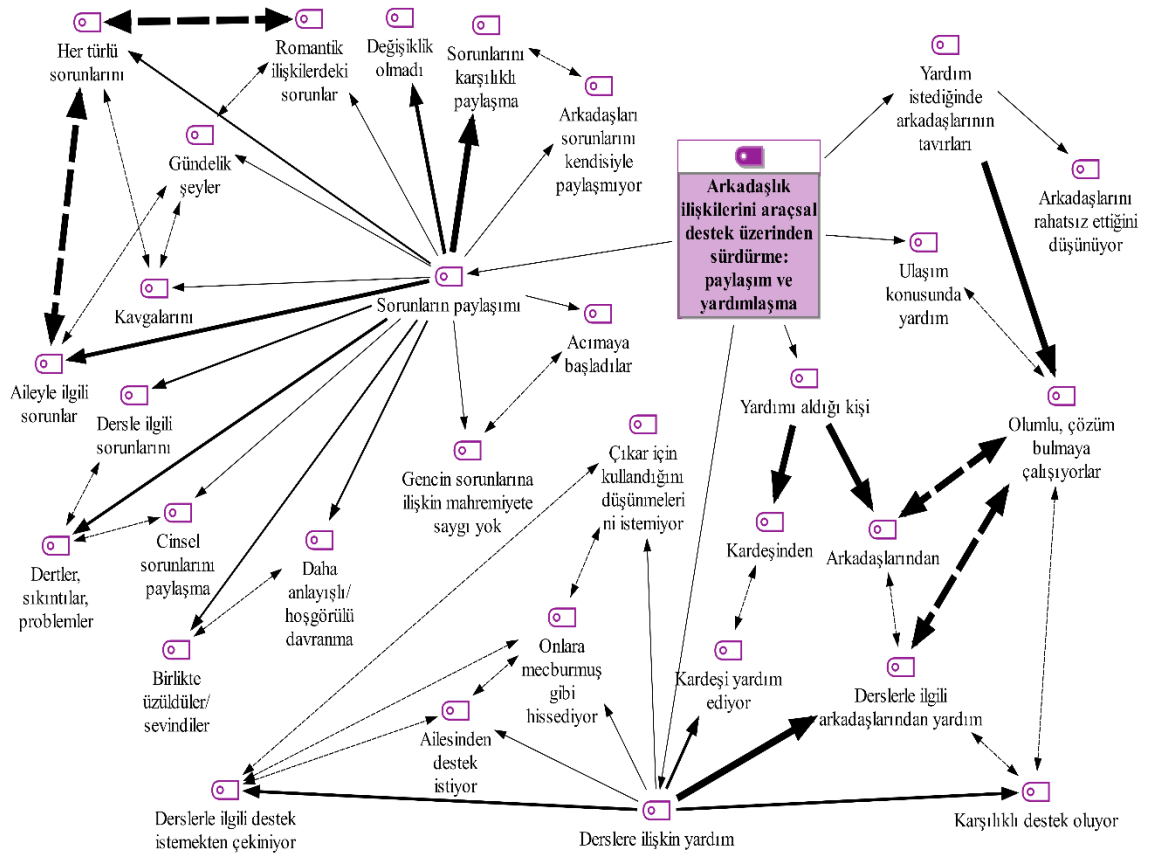 Her türlü
sorunlarını
Romantik
ilişkilerdeki
sorunlar
Değişiklik
olmadı
Sorunlarını
karşılıklı
paylaşma
Arkadaşları
sorunlarını
kendisiyle
paylaşmıyor
Yardım
istediğinde
arkadaşlarının
tavırları
Gündelik
şeyler
Arkadaşlık
ilişkilerini araçsal
destek üzerinden
sürdürme:
paylaşım ve
yardımlaşma
Arkadaşlarını
rahatsız ettiğini
düşünüyor
Ulaşım
konusunda
yardım
Kavgalarını
Sorunların paylaşımı
Acımaya
başladılar
Aileyle ilgili
sorunlar
Dersle ilgili
sorunlarını
Yardımı aldığı kişi
Olumlu, çözüm
bulmaya
çalışıyorlar
Gencin sorunlarına
ilişkin mahremiyete
saygı yok
Çıkar için
kullandığını
düşünmeleri
ni istemiyor
Dertler,
sıkıntılar,
problemler
Cinsel
sorunlarını
paylaşma
Daha
anlayışlı/
hoşgörülü
davranma
Kardeşinden
Arkadaşlarından
Birlikte
üzüldüler/
sevindiler
Onlara
mecburmuş
gibi
hissediyor
Kardeşi yardım
ediyor
Derslerle ilgili
arkadaşlarından yardım
Ailesinden
destek
istiyor
Derslerle ilgili destek
istemekten çekiniyor
Derslere ilişkin yardım
Karşılıklı destek oluyor